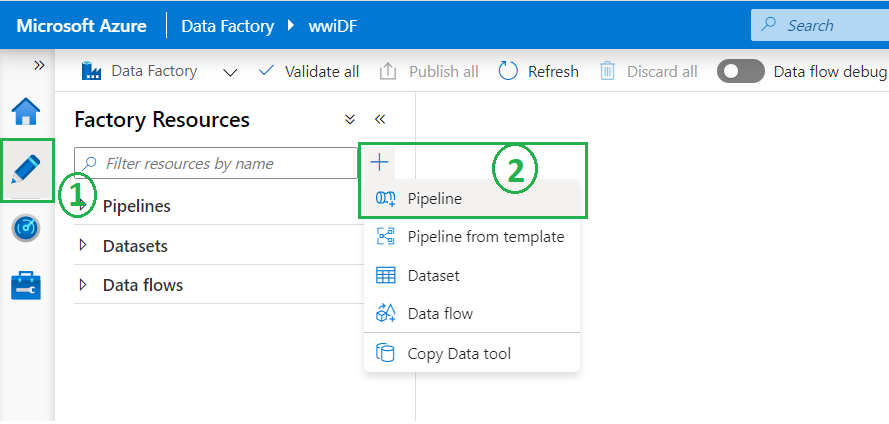 Microsoft Azure Data Factory wwiDF Search
Data Factory Validate all Publish all Refresh Discard all Data flow debug
Factory Resources
Filter resources by name
2
1
Pipelines
Pipeline
Pipeline from template
Datasets
Dataset
Data flows
Data flow
Copy Data tool